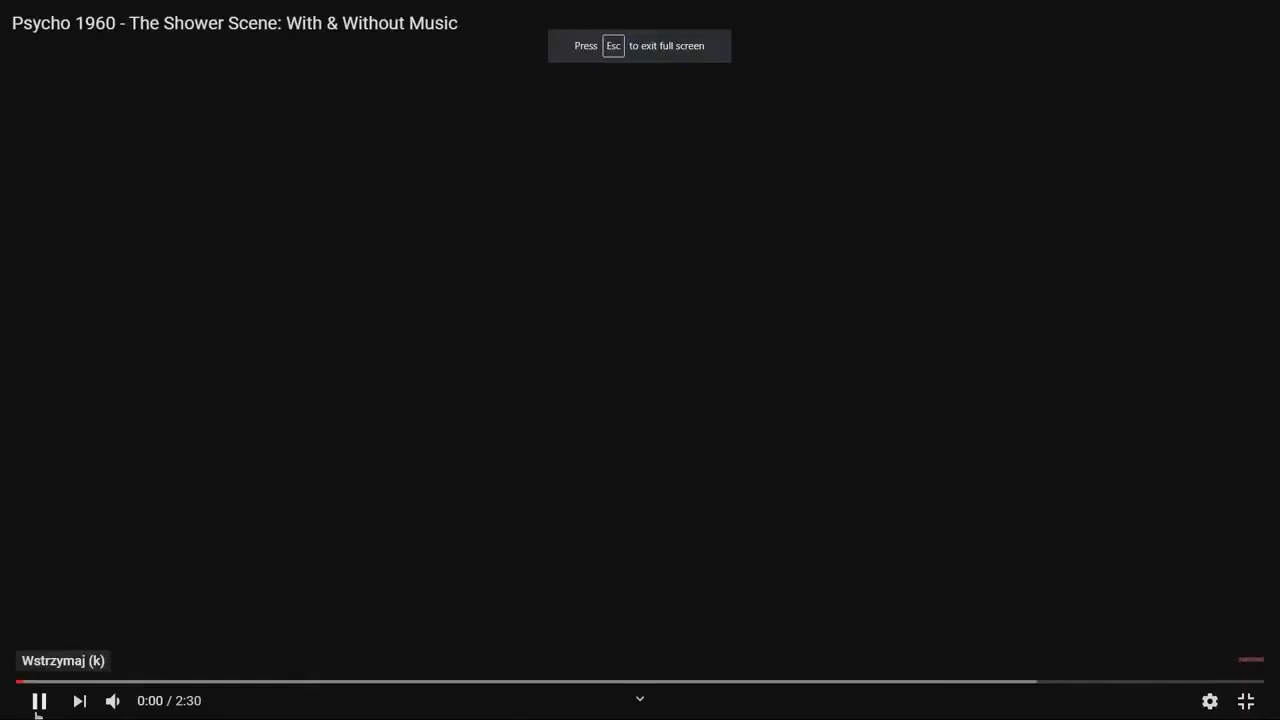 Psycho 1960 - The Shower Scene: With & Without Music
Press Esc to exit full screen
Wstrzymaj (k)
0:00 / 2:30